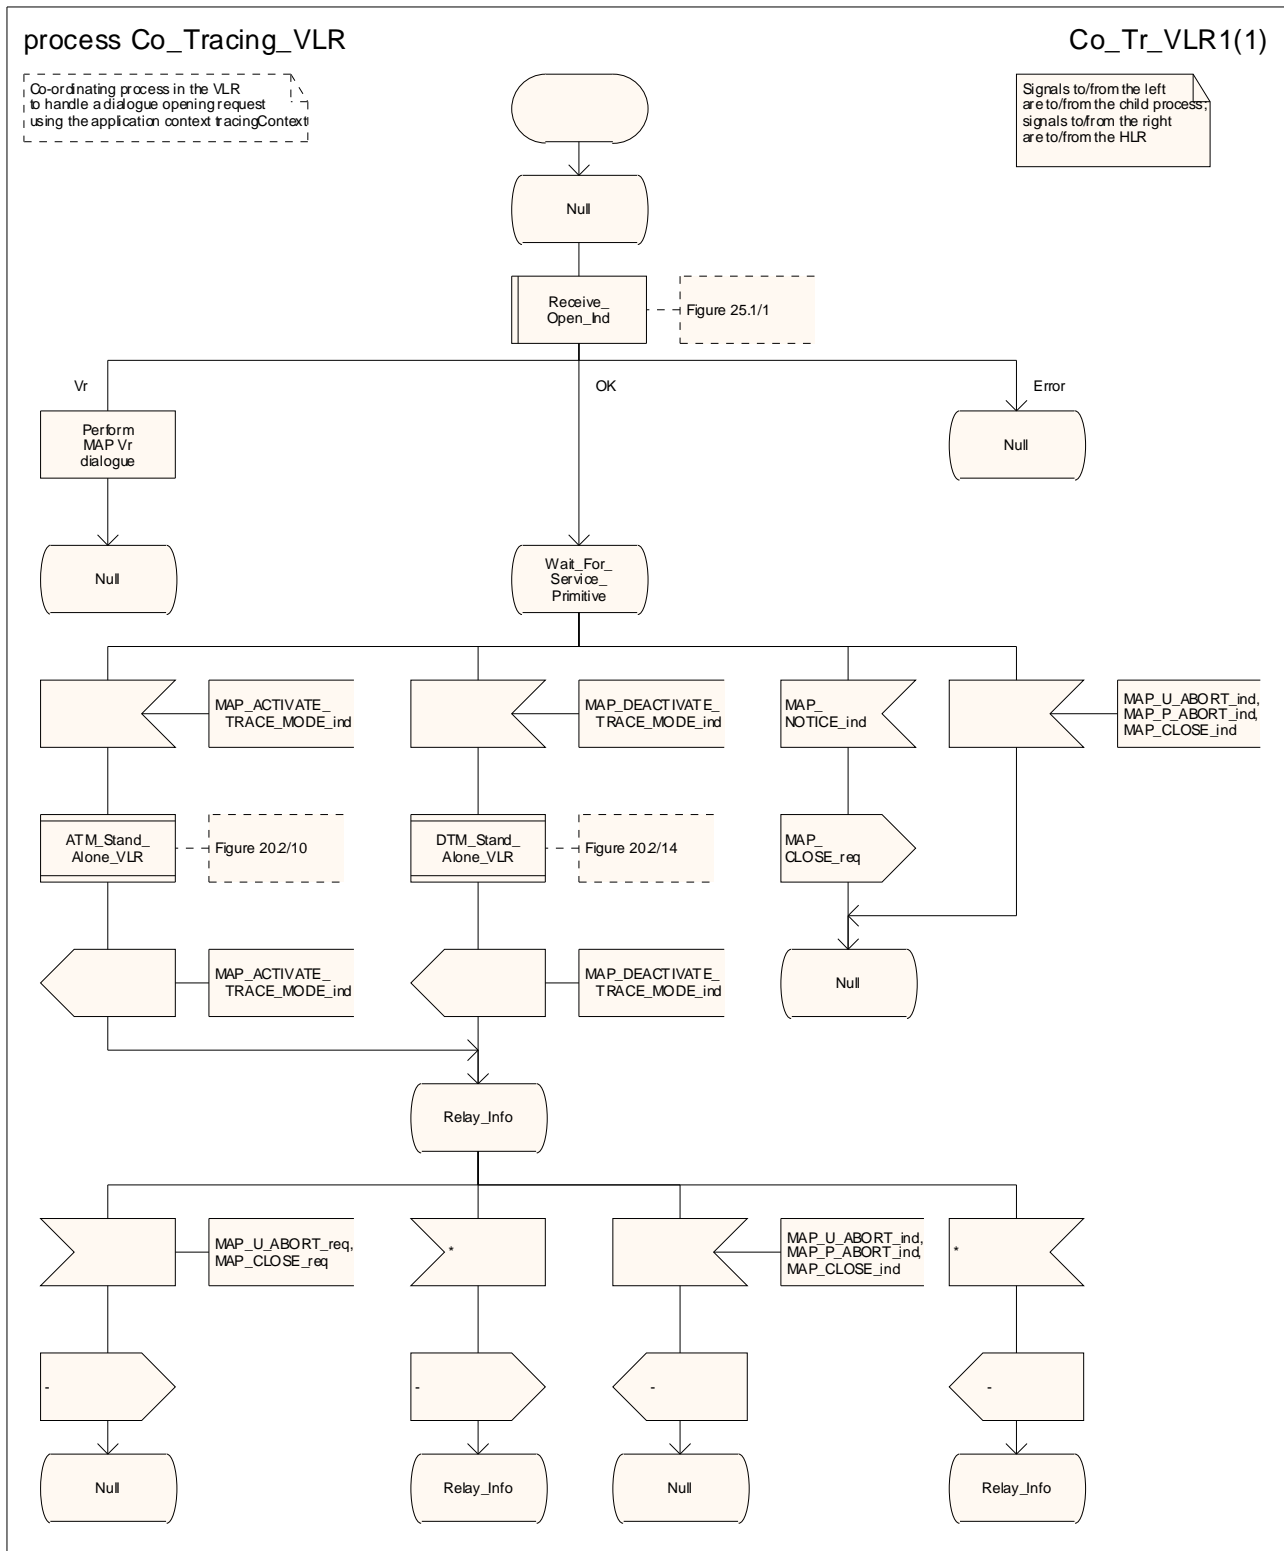 process Co_Tracing_VLR
Co_Tr_VLR1(1)
Co-ordinating process in the VLR
to handle a dialogue opening request
using the application context tracingContext
Signals to/from the left
are to/from the child process;
signals to/from the right
are to/from the HLR
Null
Receive_
Open_Ind
Figure 25.1/1
Vr
OK
Error
Perform
MAP Vr
dialogue
Null
Null
Wait_For_
Service_
Primitive
MAP_ACTIVATE_
TRACE_MODE_ind
MAP_DEACTIVATE_
TRACE_MODE_ind
MAP_
NOTICE_ind
MAP_U_ABORT_ind,
MAP_P_ABORT_ind,
MAP_CLOSE_ind
ATM_Stand_
Alone_VLR
Figure 20.2/10
DTM_Stand_
Alone_VLR
Figure 20.2/14
MAP_
CLOSE_req
MAP_ACTIVATE_
TRACE_MODE_ind
MAP_DEACTIVATE_
TRACE_MODE_ind
Null
Relay_Info
MAP_U_ABORT_req,
MAP_CLOSE_req
*
MAP_U_ABORT_ind,
MAP_P_ABORT_ind,
MAP_CLOSE_ind
*
-
-
-
-
Null
Relay_Info
Null
Relay_Info